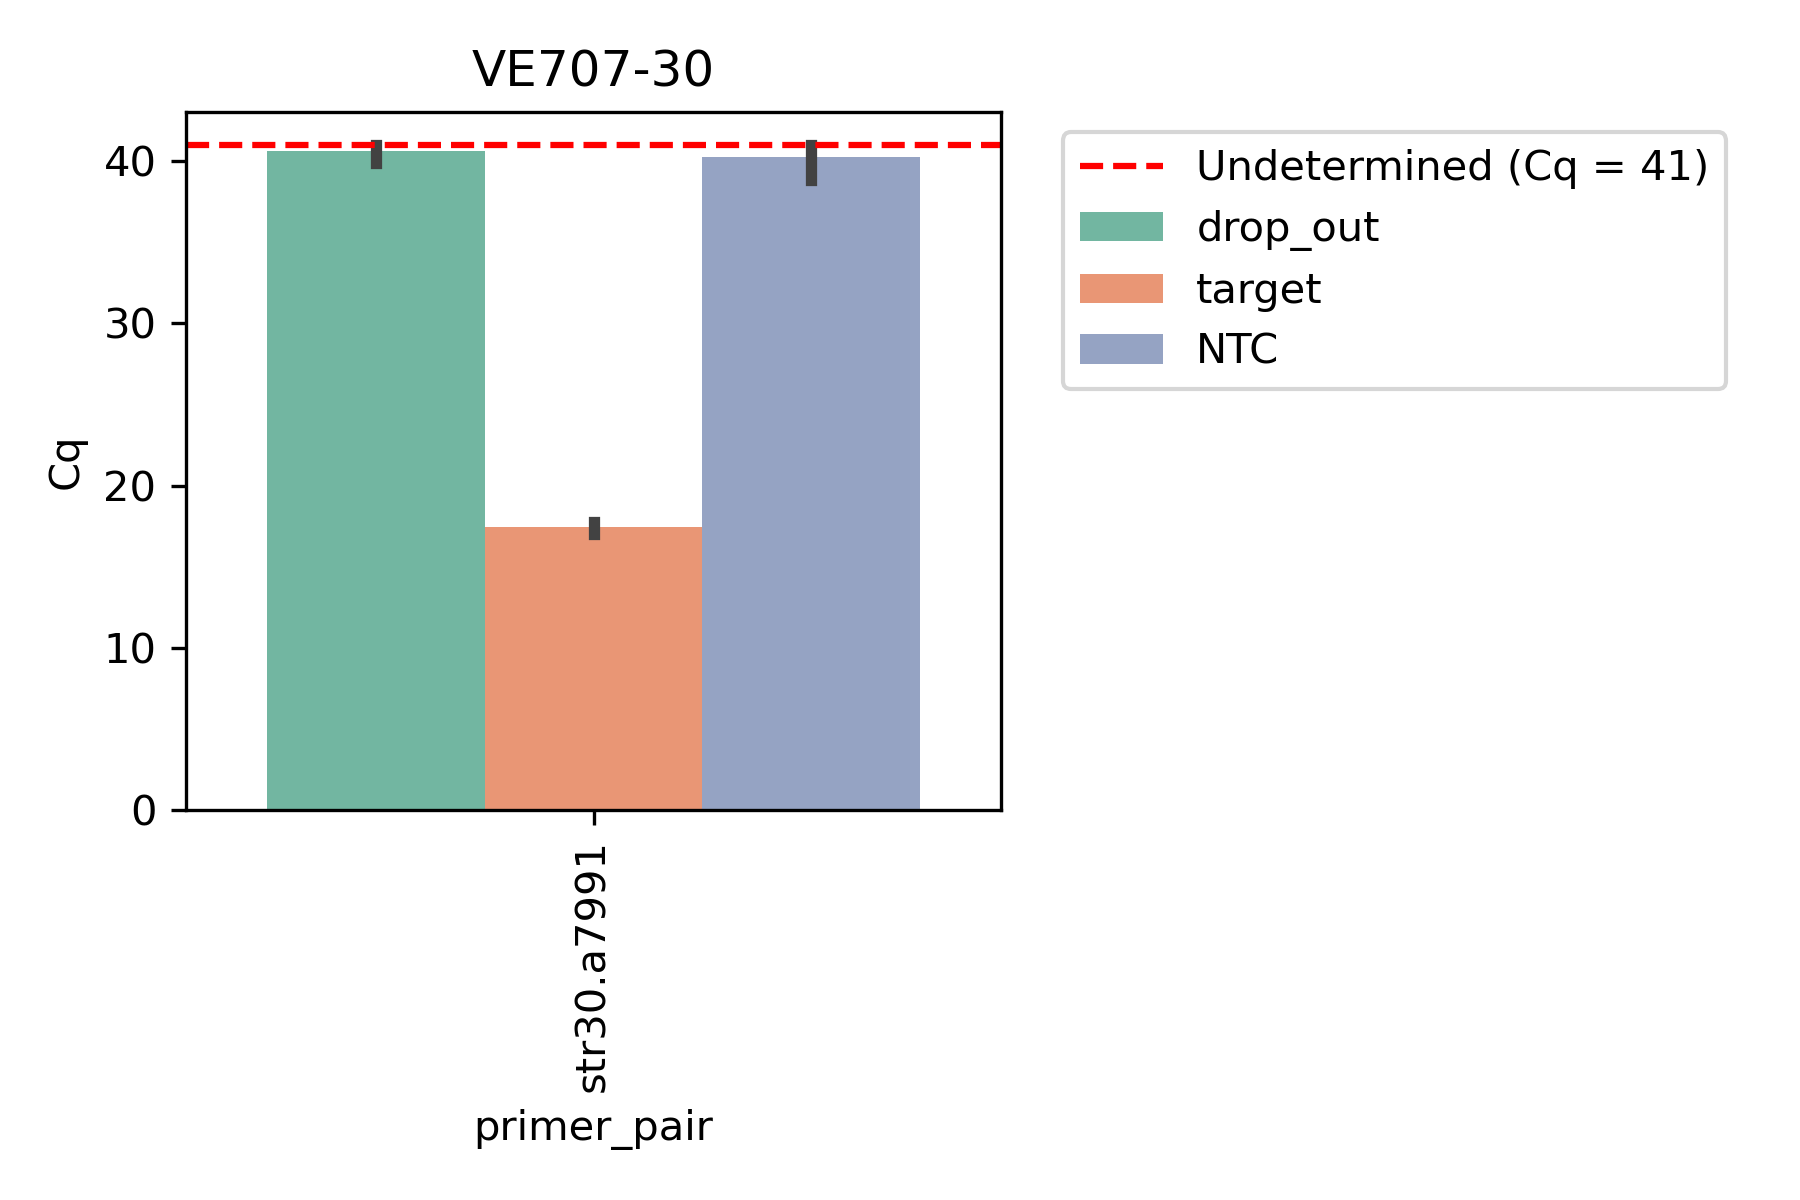 VE707-30
Cq
40
30
20
10
0
str30.a7991
primer_pair
Undetermined (Cq = 41)
drop_out
target
NTC